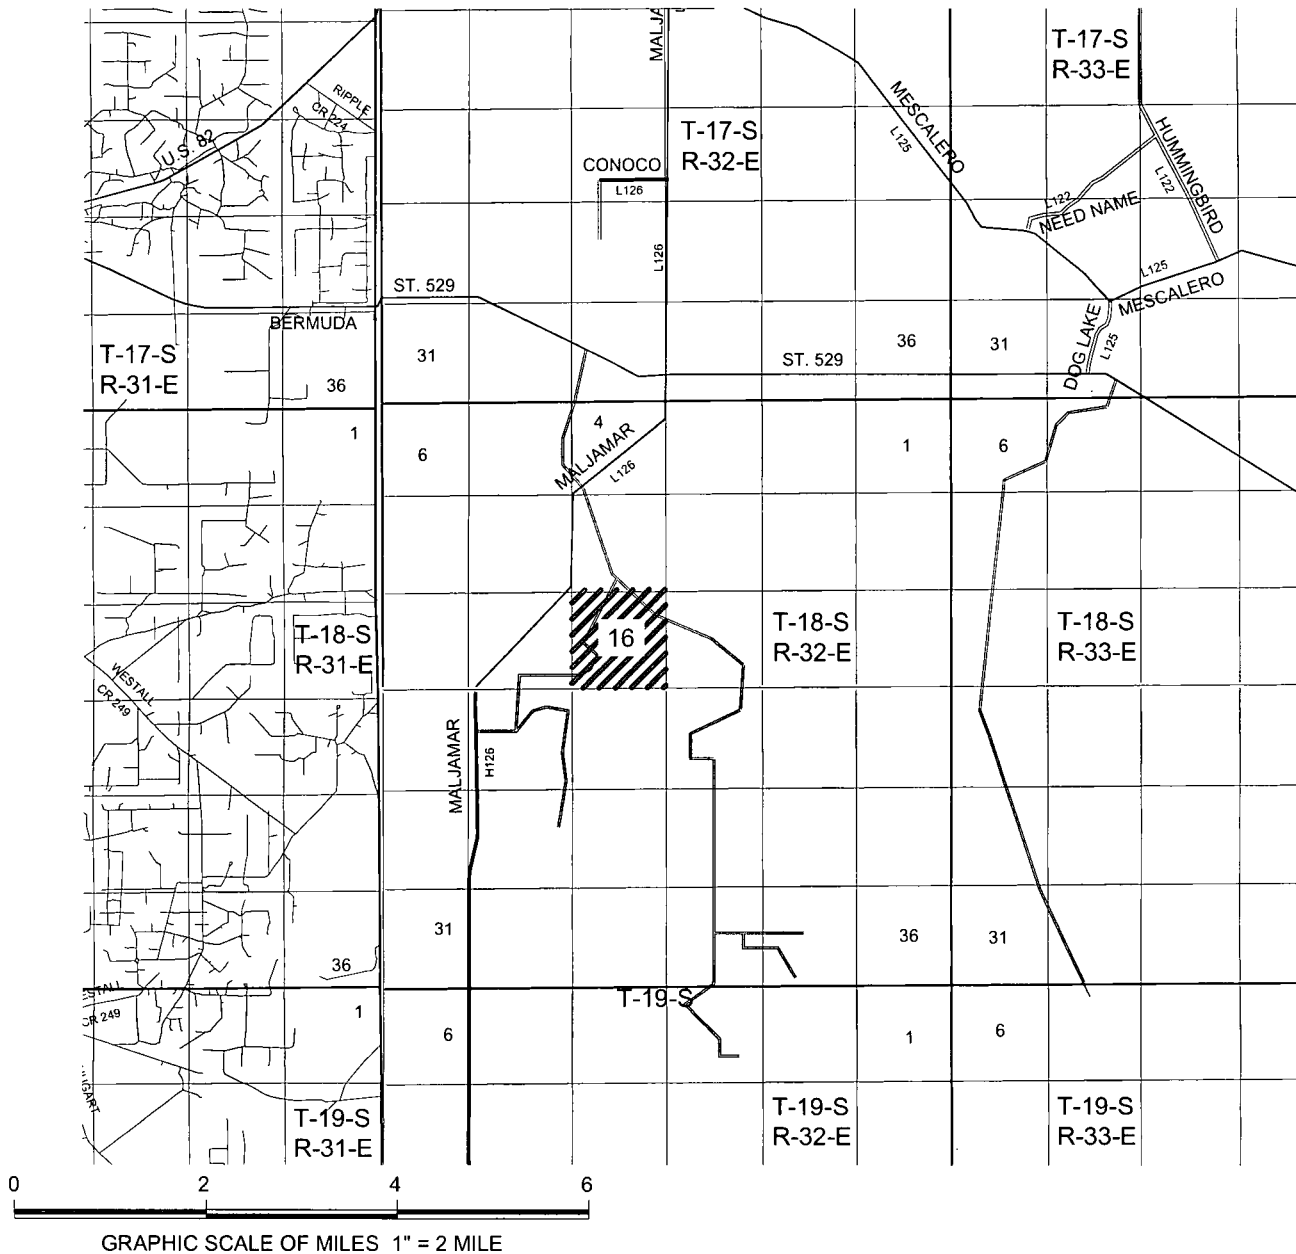 T-17-S
R-33-E
MALJA
RIPPLE
CR 224
U.S. 82
MESCALERO
L125
T-17-S
R-32-E
HUMMINGBIRD
L122
CONOCO
L126
L122
NEED NAME
L126
ST. 529
L125
MESCALERO
BERMUDA
DOG LAKE
L125
T-17-S
R-31-E
31
36
31
ST. 529
36
4
1
6
MALJAMAR
L126
1
6
T-18-S
R-31-E
16
T-18-S
R-32-E
T-18-S
R-33-E
WESTALL
CR 249
MALJAMAR
H126
31
36
31
36
ESTALL
CR 249
T-19-S
1
6
1
6
T-19-S
R-31-E
T-19-S
R-32-E
T-19-S
R-33-E
0 2 4 6
GRAPHIC SCALE OF MILES 1" = 2 MILE